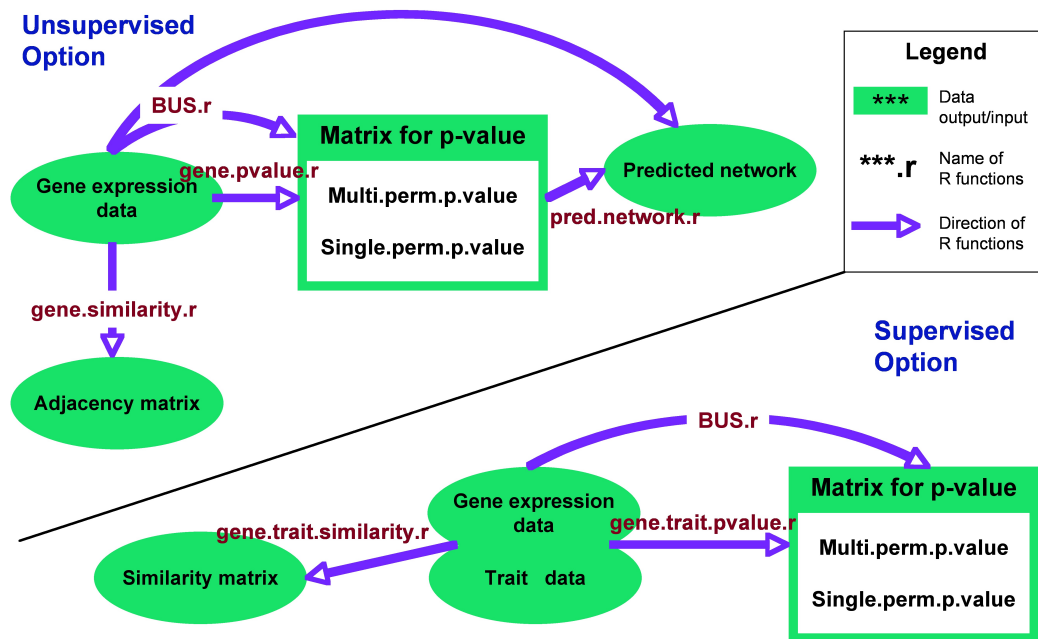 Unsupervised
Option
BUS.r
Matrix for p-value
gene.pvalue.r
Gene expression
data
Multi.perm.p.value
Single.perm.p.value
Predicted network
pred.network.r
gene.similarity.r
Adjacency matrix
Legend
***
Data
output/input
***.r
Name of
R functions
Direction of
R functions
Supervised
Option
BUS.r
Gene expression
data
Trait data
gene.trait.similarity.r
Similarity matrix
gene.trait.pvalue.r
Matrix for p-value
Multi.perm.p.value
Single.perm.p.value